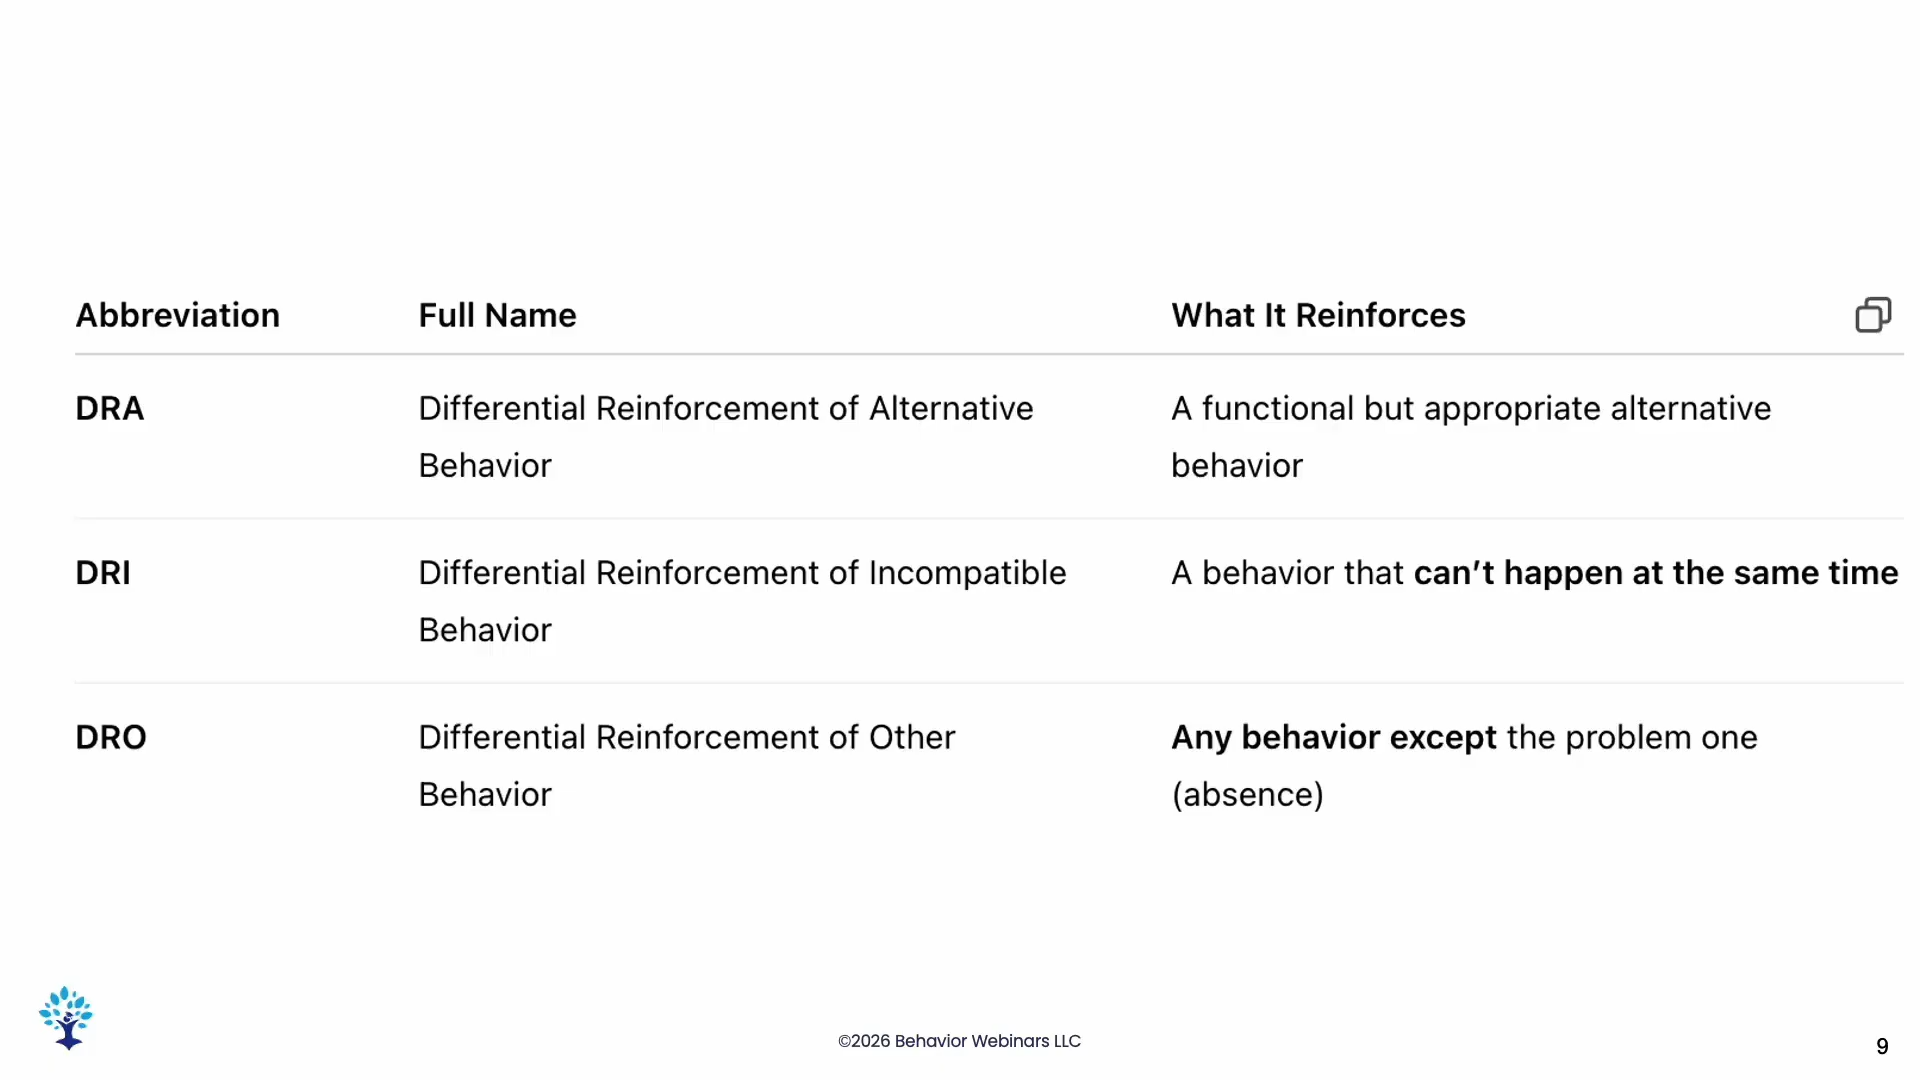 Abbreviation Full Name What It Reinforces
DRA Differential Reinforcement of Alternative A functional but appropriate alternative
Behavior behavior
DRI Differential Reinforcement of Incompatible A behavior that can’t happen at the same time
Behavior
DRO Differential Reinforcement of Other Any behavior except the problem one
Behavior (absence)
©2026 Behavior Webinars LLC
9